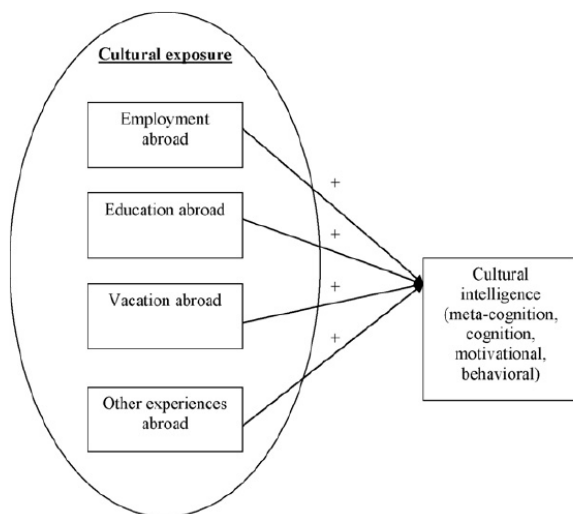 Cultural exposure
Employment
abroad
+
Education abroad
+
Vacation abroad
+
Other experiences
abroad
+
Cultural
intelligence
(meta-cognition,
cognition,
motivational,
behavioral)